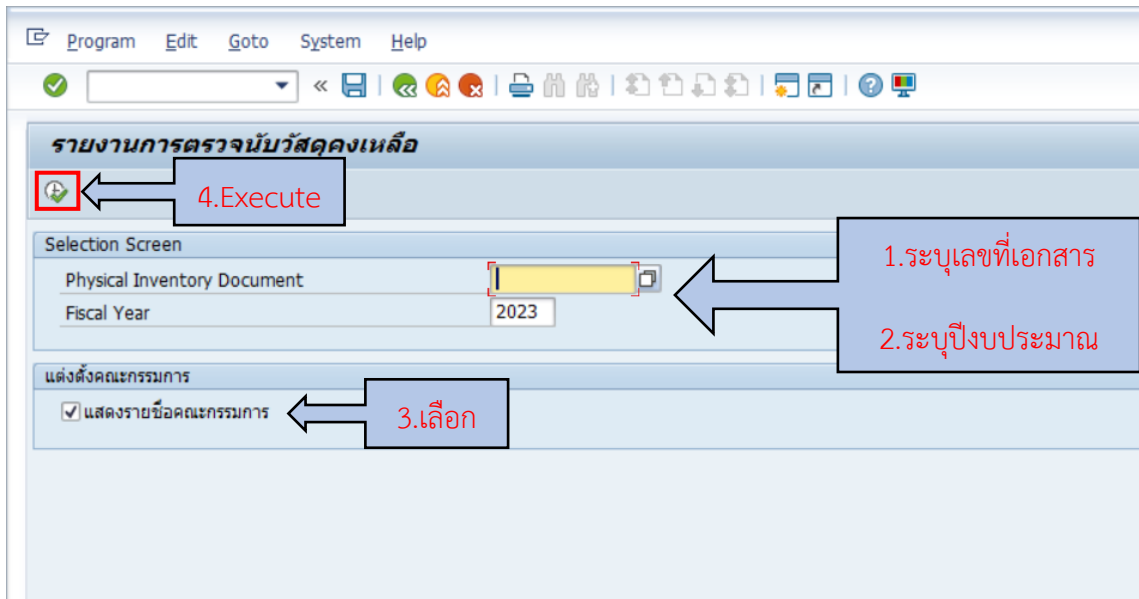 Program Edit Goto System Help
รายงานการตรวจนับวัสดุคงเหลือ
4.Execute
Selection Screen
Physical Inventory Document
Fiscal Year 2023
1.ระบุเลขที่เอกสาร
2.ระบุปีงบประมาณ
แต่งตั้งคณะกรรมการ
แสดงรายชื่อคณะกรรมการ
3.เลือก